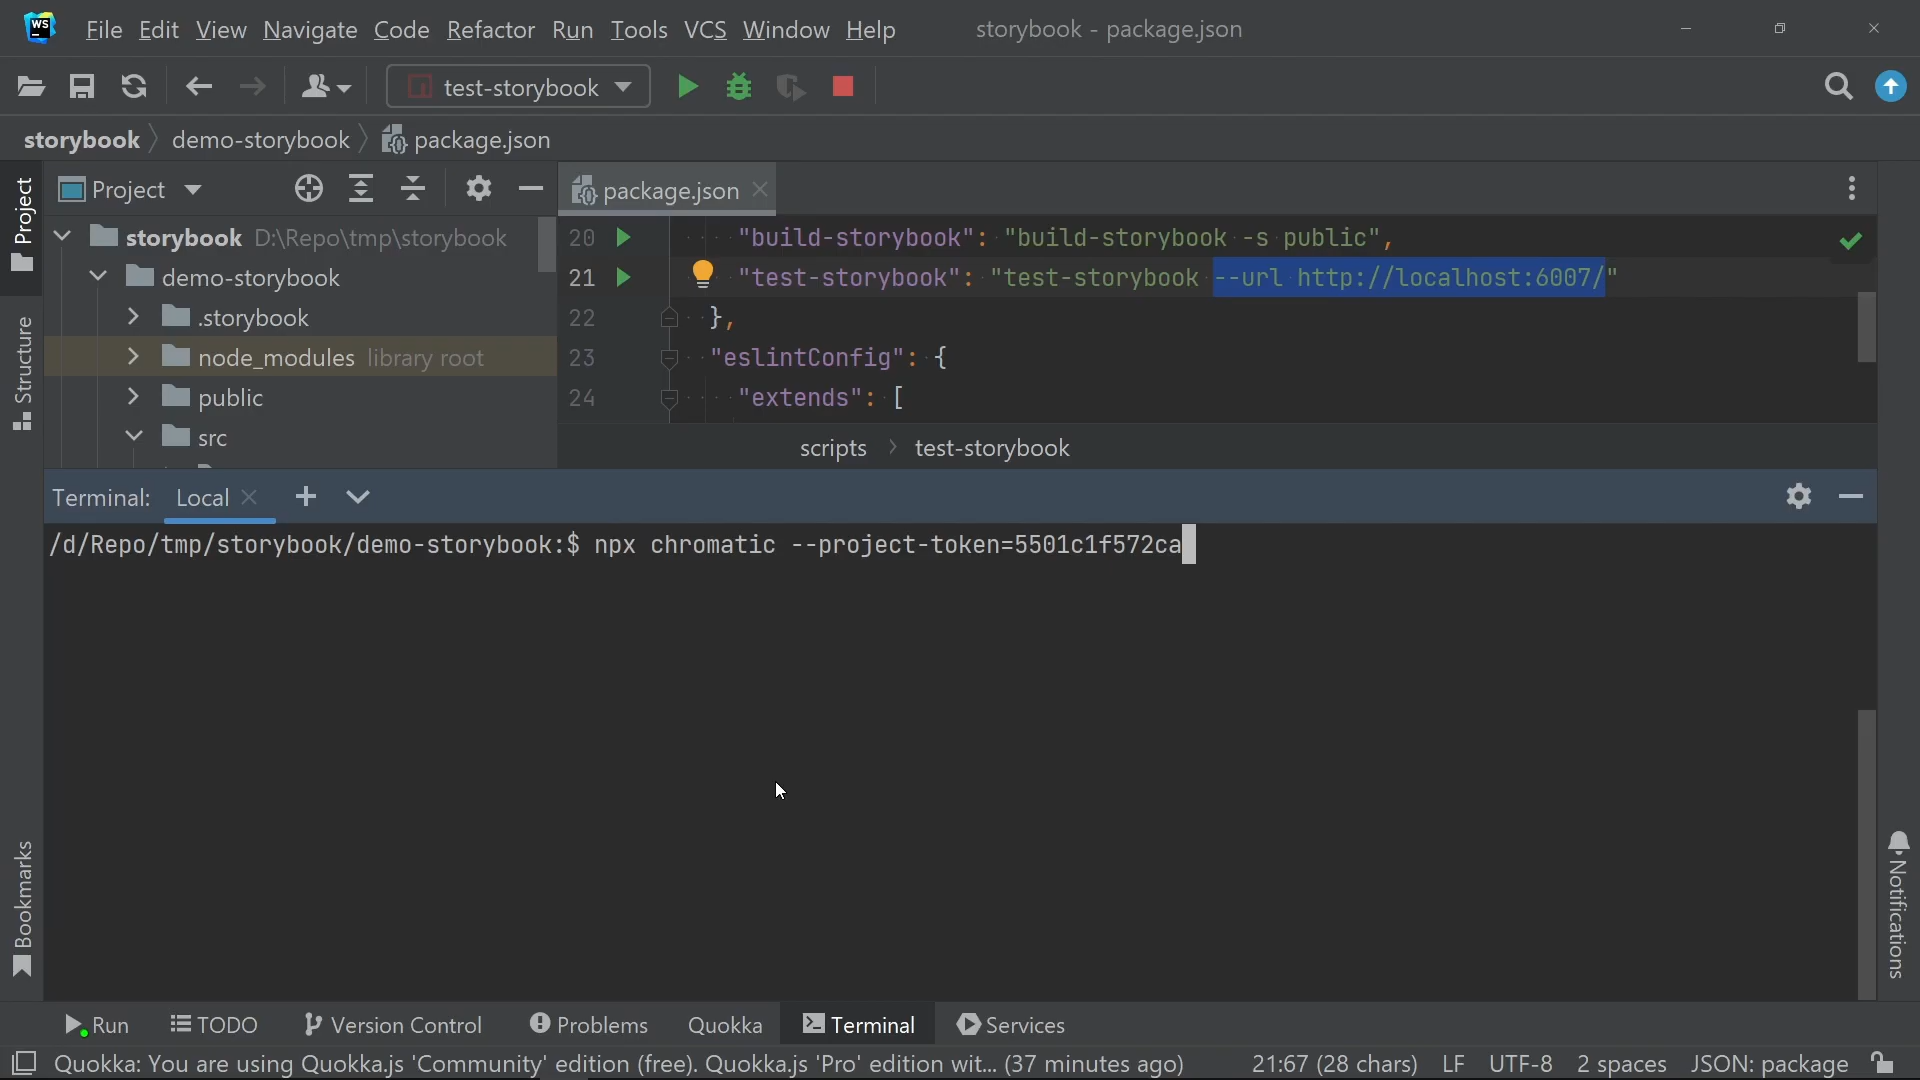 WS File Edit View Navigate Code Refactor Run Tools VCS Window Help storybook - package.json
test-storybook
storybook demo-storybook package.json
Project
Structure
Bookmarks
Project
storybook D:\Repo\tmp\storybook
demo-storybook
.storybook
node_modules library root
public
src
package.json
20 "build-storybook": "build-storybook -s public",
21 "test-storybook": "test-storybook --url http://localhost:6007/"
22 },
23 "eslintConfig": {
24 "extends": [
scripts test-storybook
Terminal: Local
/d/Repo/tmp/storybook/demo-storybook:$ npx chromatic --project-token=5501c1f572ca
Notifications
Run TODO Version Control Problems Quokka Terminal Services
Quokka: You are using Quokka.js 'Community' edition (free). Quokka.js 'Pro' edition wit... (37 minutes ago) 21:67 (28 chars) LF UTF-8 2 spaces JSON: package